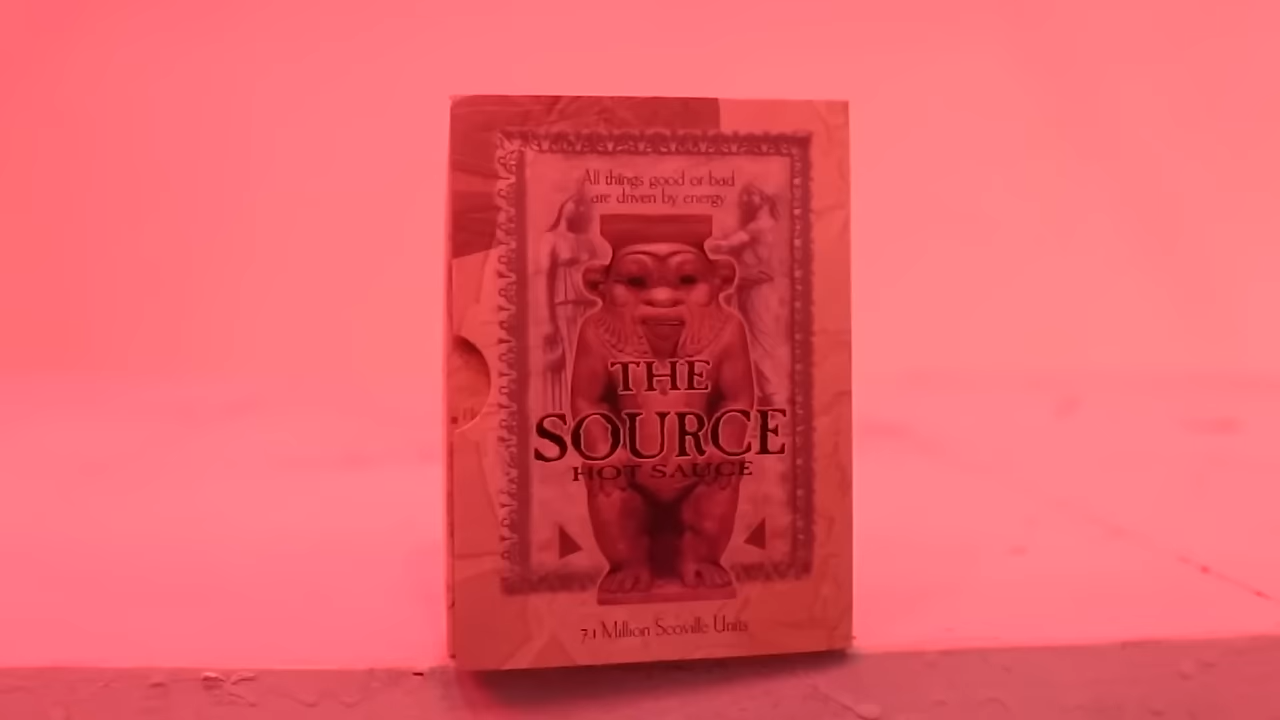 All things good or bad
are driven by energy
THE
SOURCE
HOT SAUCE
7.1 Million Scoville Units